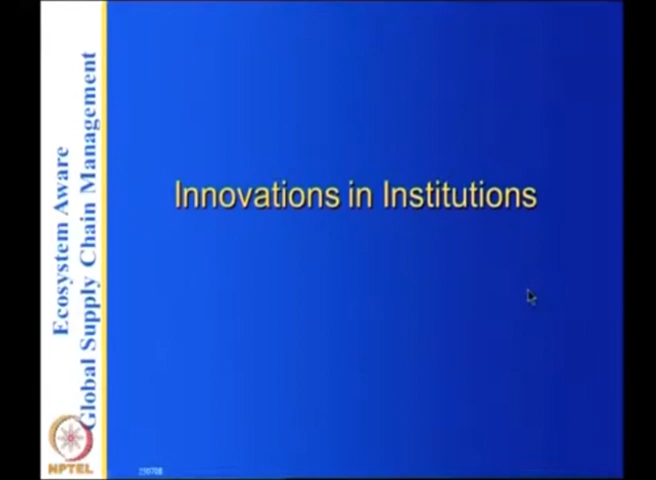 Innovations in Institutions
Ecosystem Aware
Global Supply Chain Management
NPTEL